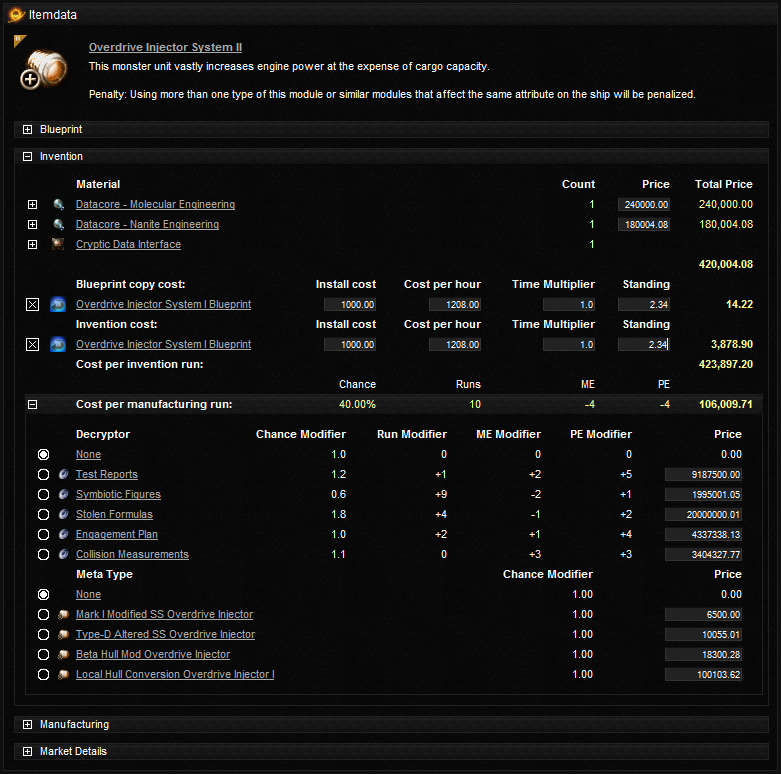 Itemdata
Overdrive Injector System II
This monster unit vastly increases engine power at the expense of cargo capacity.
Penalty: Using more than one type of this module or similar modules that affect the same attribute on the ship will be penalized.
Blueprint
Invention
Material Count Price Total Price
Datacore - Molecular Engineering 1 240000.00 240,000.00
Datacore - Nanite Engineering 1 180004.08 180,004.08
Cryptic Data Interface 1
420,004.08
Blueprint copy cost: Install cost Cost per hour Time Multiplier Standing
Overdrive Injector System I Blueprint 1000.00 1208.00 1.0 2.34 14.22
Invention cost: Install cost Cost per hour Time Multiplier Standing
Overdrive Injector System I Blueprint 1000.00 1208.00 1.0 2.34 3,878.90
Cost per invention run: 423,897.20
Chance Runs ME PE
Cost per manufacturing run: 40.00% 10 -4 -4 106,009.71
Decryptor Chance Modifier Run Modifier ME Modifier PE Modifier Price
None 1.0 0 0 0 0.00
Test Reports 1.2 +1 +2 +5 9187500.00
Symbiotic Figures 0.6 +9 -2 +1 1995001.05
Stolen Formulas 1.8 +4 -1 +2 20000000.01
Engagement Plan 1.0 +2 +1 +4 4337338.13
Collision Measurements 1.1 0 +3 +3 3404327.77
Meta Type Chance Modifier Price
None 1.00 0.00
Mark I Modified SS Overdrive Injector 1.00 6500.00
Type-D Altered SS Overdrive Injector 1.00 10055.01
Beta Hull Mod Overdrive Injector 1.00 18300.28
Local Hull Conversion Overdrive Injector I 1.00 100103.62
Manufacturing
Market Details